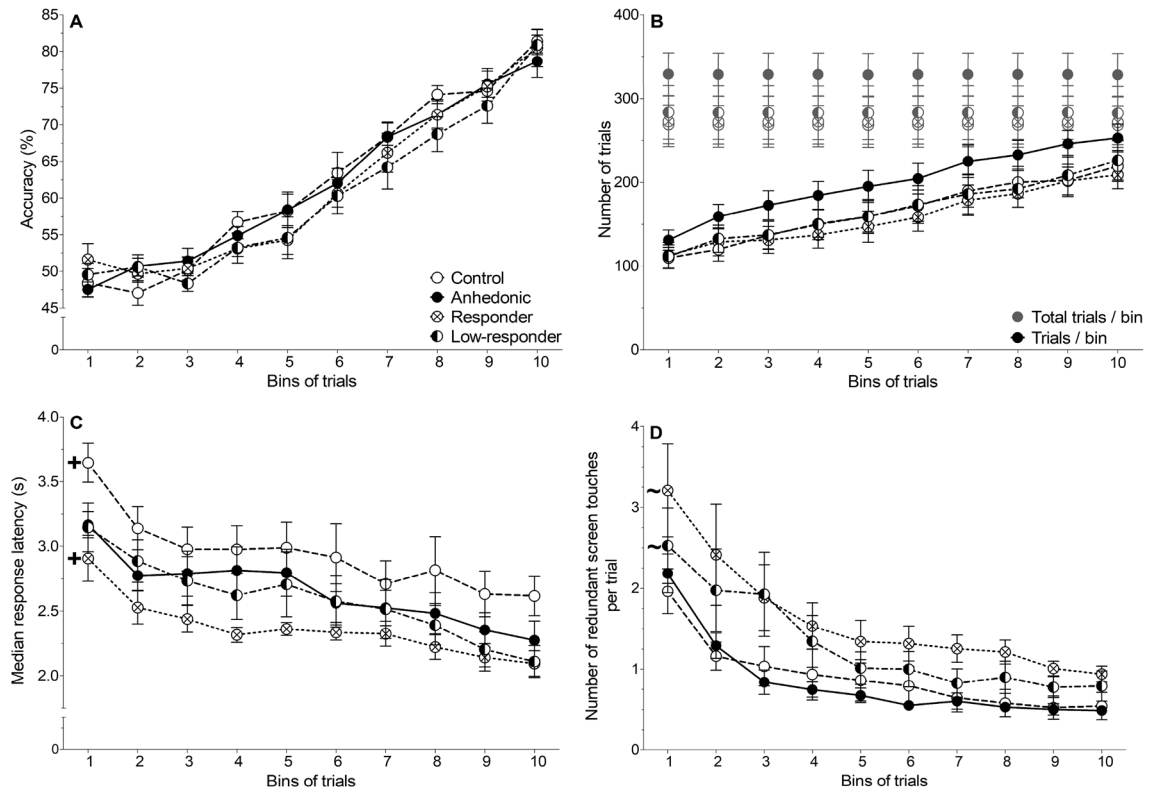 A
85
80
75
70
65
60
55
50
45
0
Accuracy (%)
Control
Anhedonic
Responder
Low-responder
1 2 3 4 5 6 7 8 9 10
Bins of trials
B
400
300
200
100
0
Number of trials
Total trials / bin
Trials / bin
1 2 3 4 5 6 7 8 9 10
Bins of trials
C
4.0
3.5
3.0
2.5
2.0
0
Median response latency (s)
+
+
1 2 3 4 5 6 7 8 9 10
Bins of trials
D
4
3
2
1
0
Number of redundant screen touches
per trial
~
~
1 2 3 4 5 6 7 8 9 10
Bins of trials